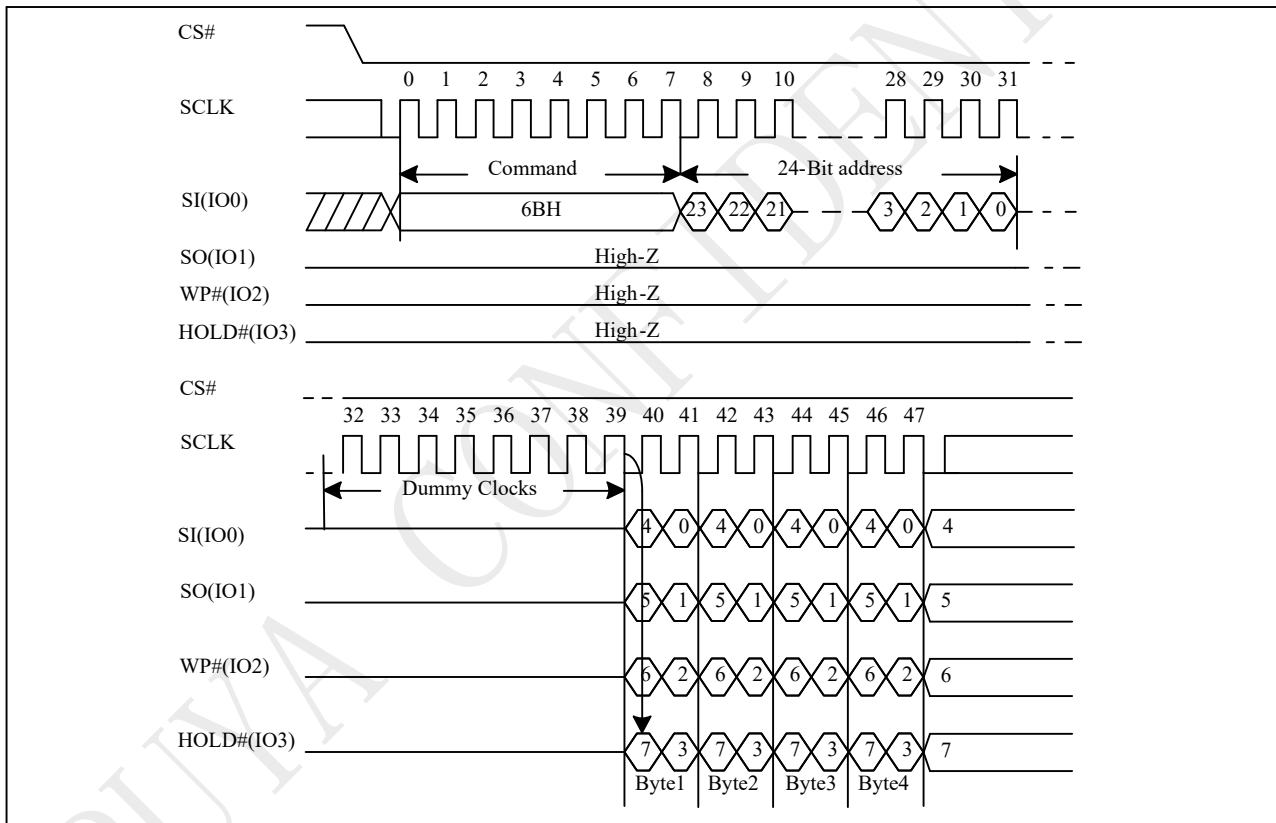 CS#
0 1 2 3 4 5 6 7 8 9 10 28 29 30 31
SCLK
Command 24-Bit address
SI(IO0) 6BH 23 22 21 3 2 1 0
SO(IO1) High-Z
WP#(IO2) High-Z
HOLD#(IO3) High-Z
CS#
32 33 34 35 36 37 38 39 40 41 42 43 44 45 46 47
SCLK
Dummy Clocks
SI(IO0) 4 0 4 0 4 0 4 0 4
SO(IO1) 5 1 5 1 5 1 5 1 5
WP#(IO2) 6 2 6 2 6 2 6 2 6
HOLD#(IO3) 7 3 7 3 7 3 7 3 7
Byte1 Byte2 Byte3 Byte4
PUYA CONFIDENT